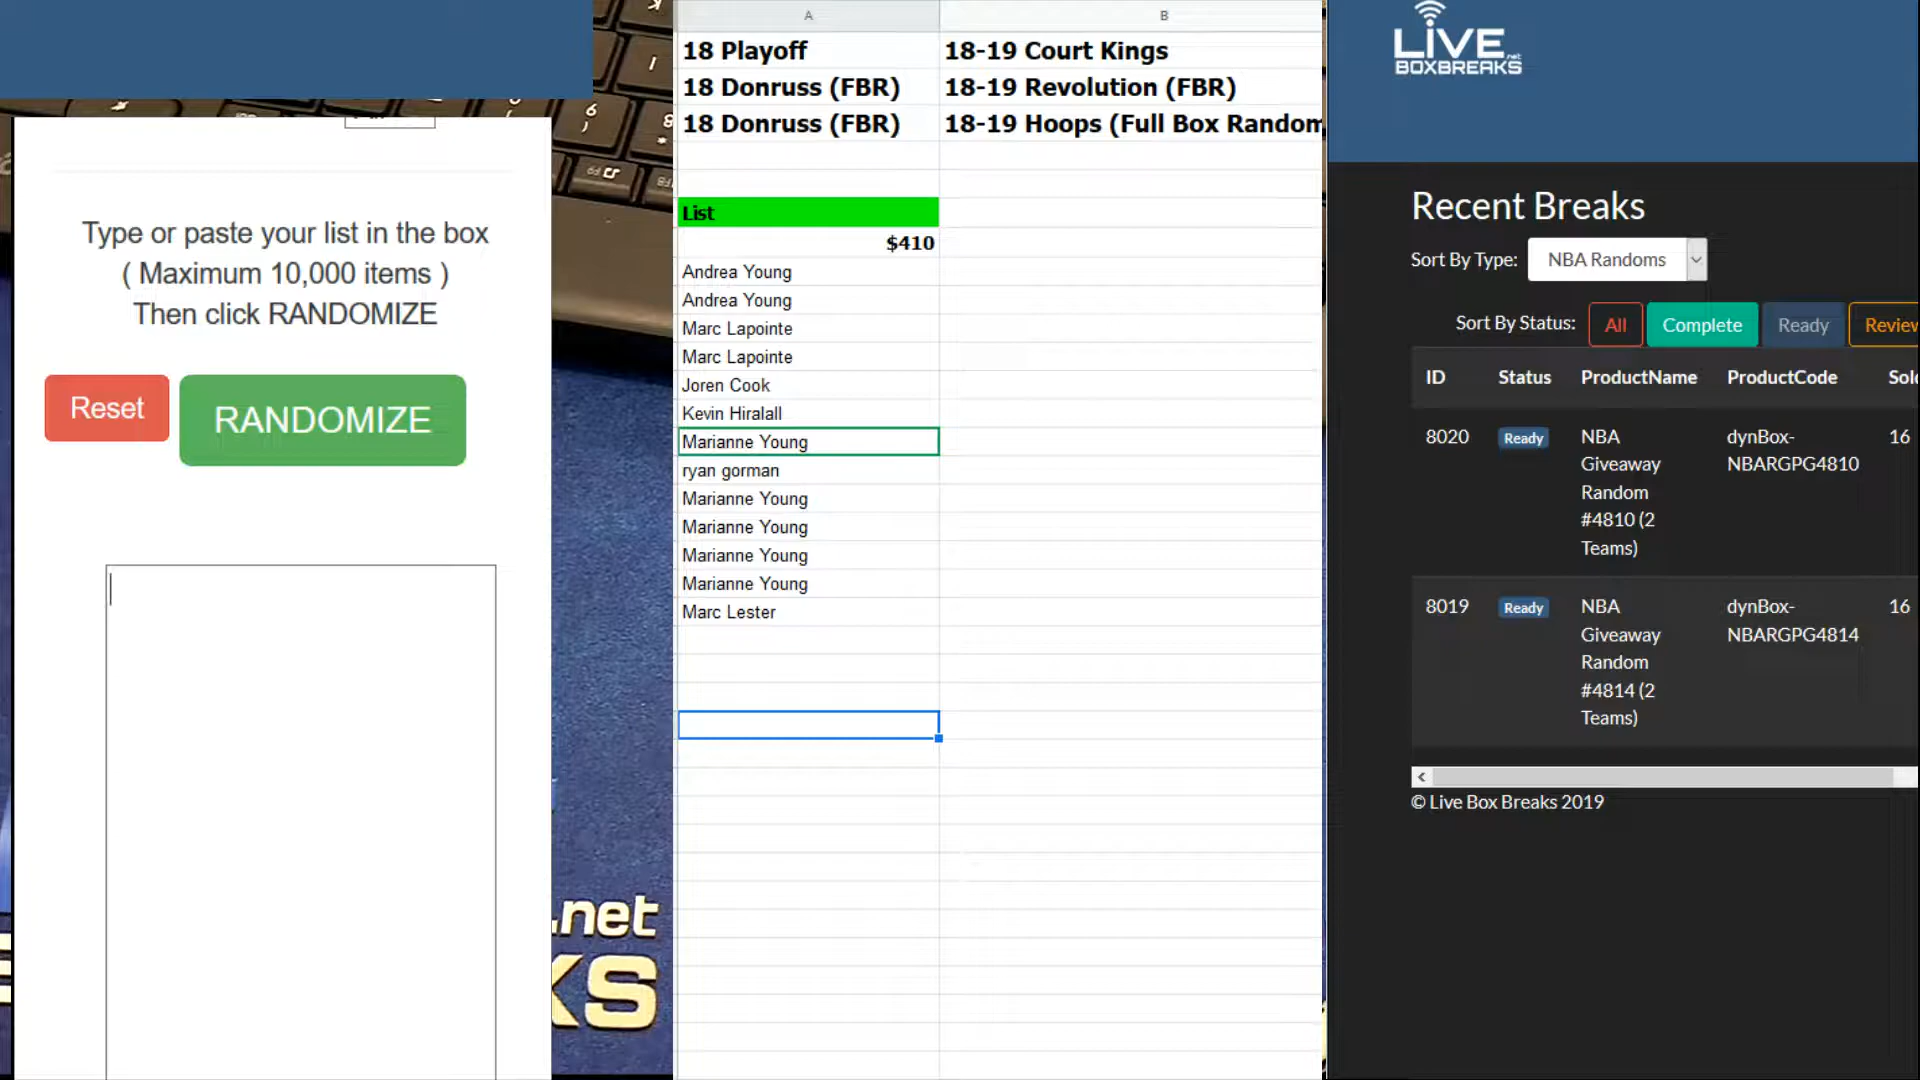 Type or paste your list in the box
( Maximum 10,000 items )
Then click RANDOMIZE
Reset
RANDOMIZE
.net
KS
A
B
18 Playoff
18-19 Court Kings
18 Donruss (FBR)
18-19 Revolution (FBR)
18 Donruss (FBR)
18-19 Hoops (Full Box Random
List
$410
Andrea Young
Andrea Young
Marc Lapointe
Marc Lapointe
Joren Cook
Kevin Hiralall
Marianne Young
ryan gorman
Marianne Young
Marianne Young
Marianne Young
Marianne Young
Marc Lester
LIVE.net
BOXBREAKS
Recent Breaks
Sort By Type: NBA Randoms
Sort By Status: All Complete Ready Review
ID Status ProductName ProductCode Sold
8020 Ready NBA dynBox- 16
Giveaway NBARGPG4810
Random
#4810 (2
Teams)
8019 Ready NBA dynBox- 16
Giveaway NBARGPG4814
Random
#4814 (2
Teams)
© Live Box Breaks 2019